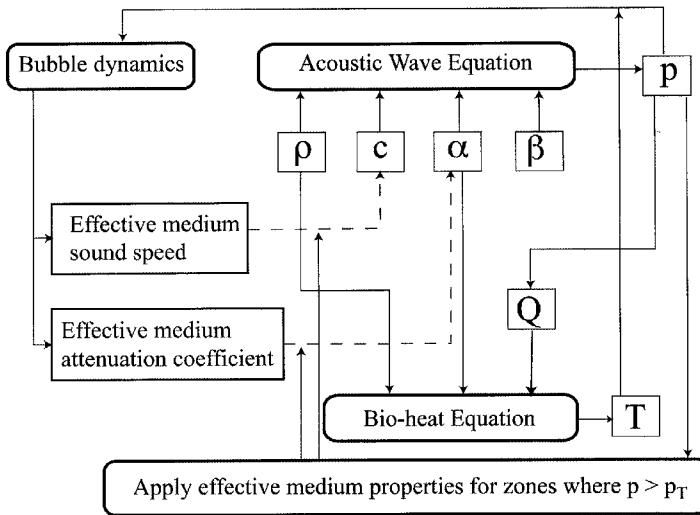 Bubble dynamics
Acoustic Wave Equation
p
ρ
c
α
β
Effective medium
sound speed
Effective medium
attenuation coefficient
Q
Bio-heat Equation
T
Apply effective medium properties for zones where p > p_T